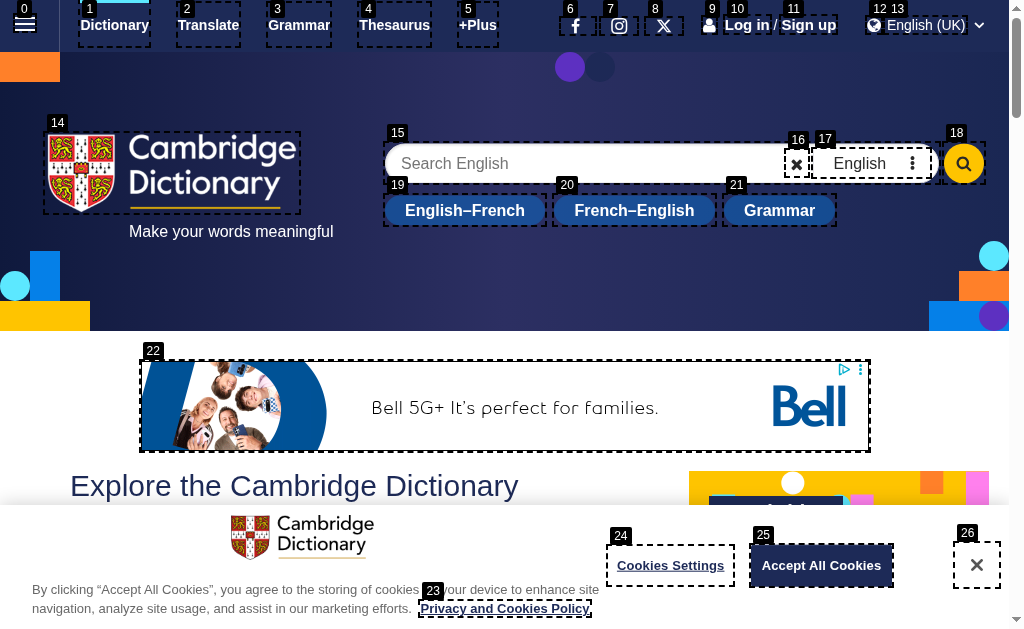 0 1 2 3 4 5 6 7 8 9 10 11 12 13
Dictionary Translate Grammar Thesaurus +Plus Log in / Sign up English (UK)
14 15 16 17 18
Cambridge
Dictionary
Make your words meaningful
Search English English
19 20 21
English–French French–English Grammar
22
Bell 5G+ It's perfect for families.
Bell
Explore the Cambridge Dictionary
Cambridge
Dictionary
24 25 26
Cookies Settings Accept All Cookies
23
By clicking “Accept All Cookies”, you agree to the storing of cookies your device to enhance site
navigation, analyze site usage, and assist in our marketing efforts. Privacy and Cookies Policy